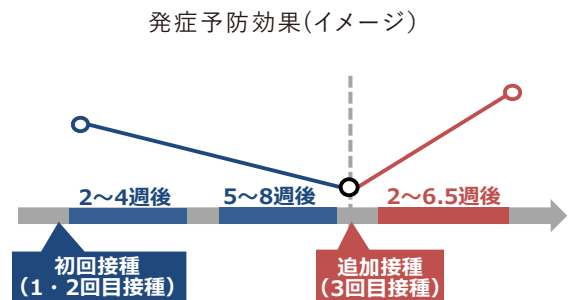 発症予防効果(イメージ)
2～4週後
5～8週後
2～6.5週後
初回接種
(1・2回目接種)
追加接種
(3回目接種)